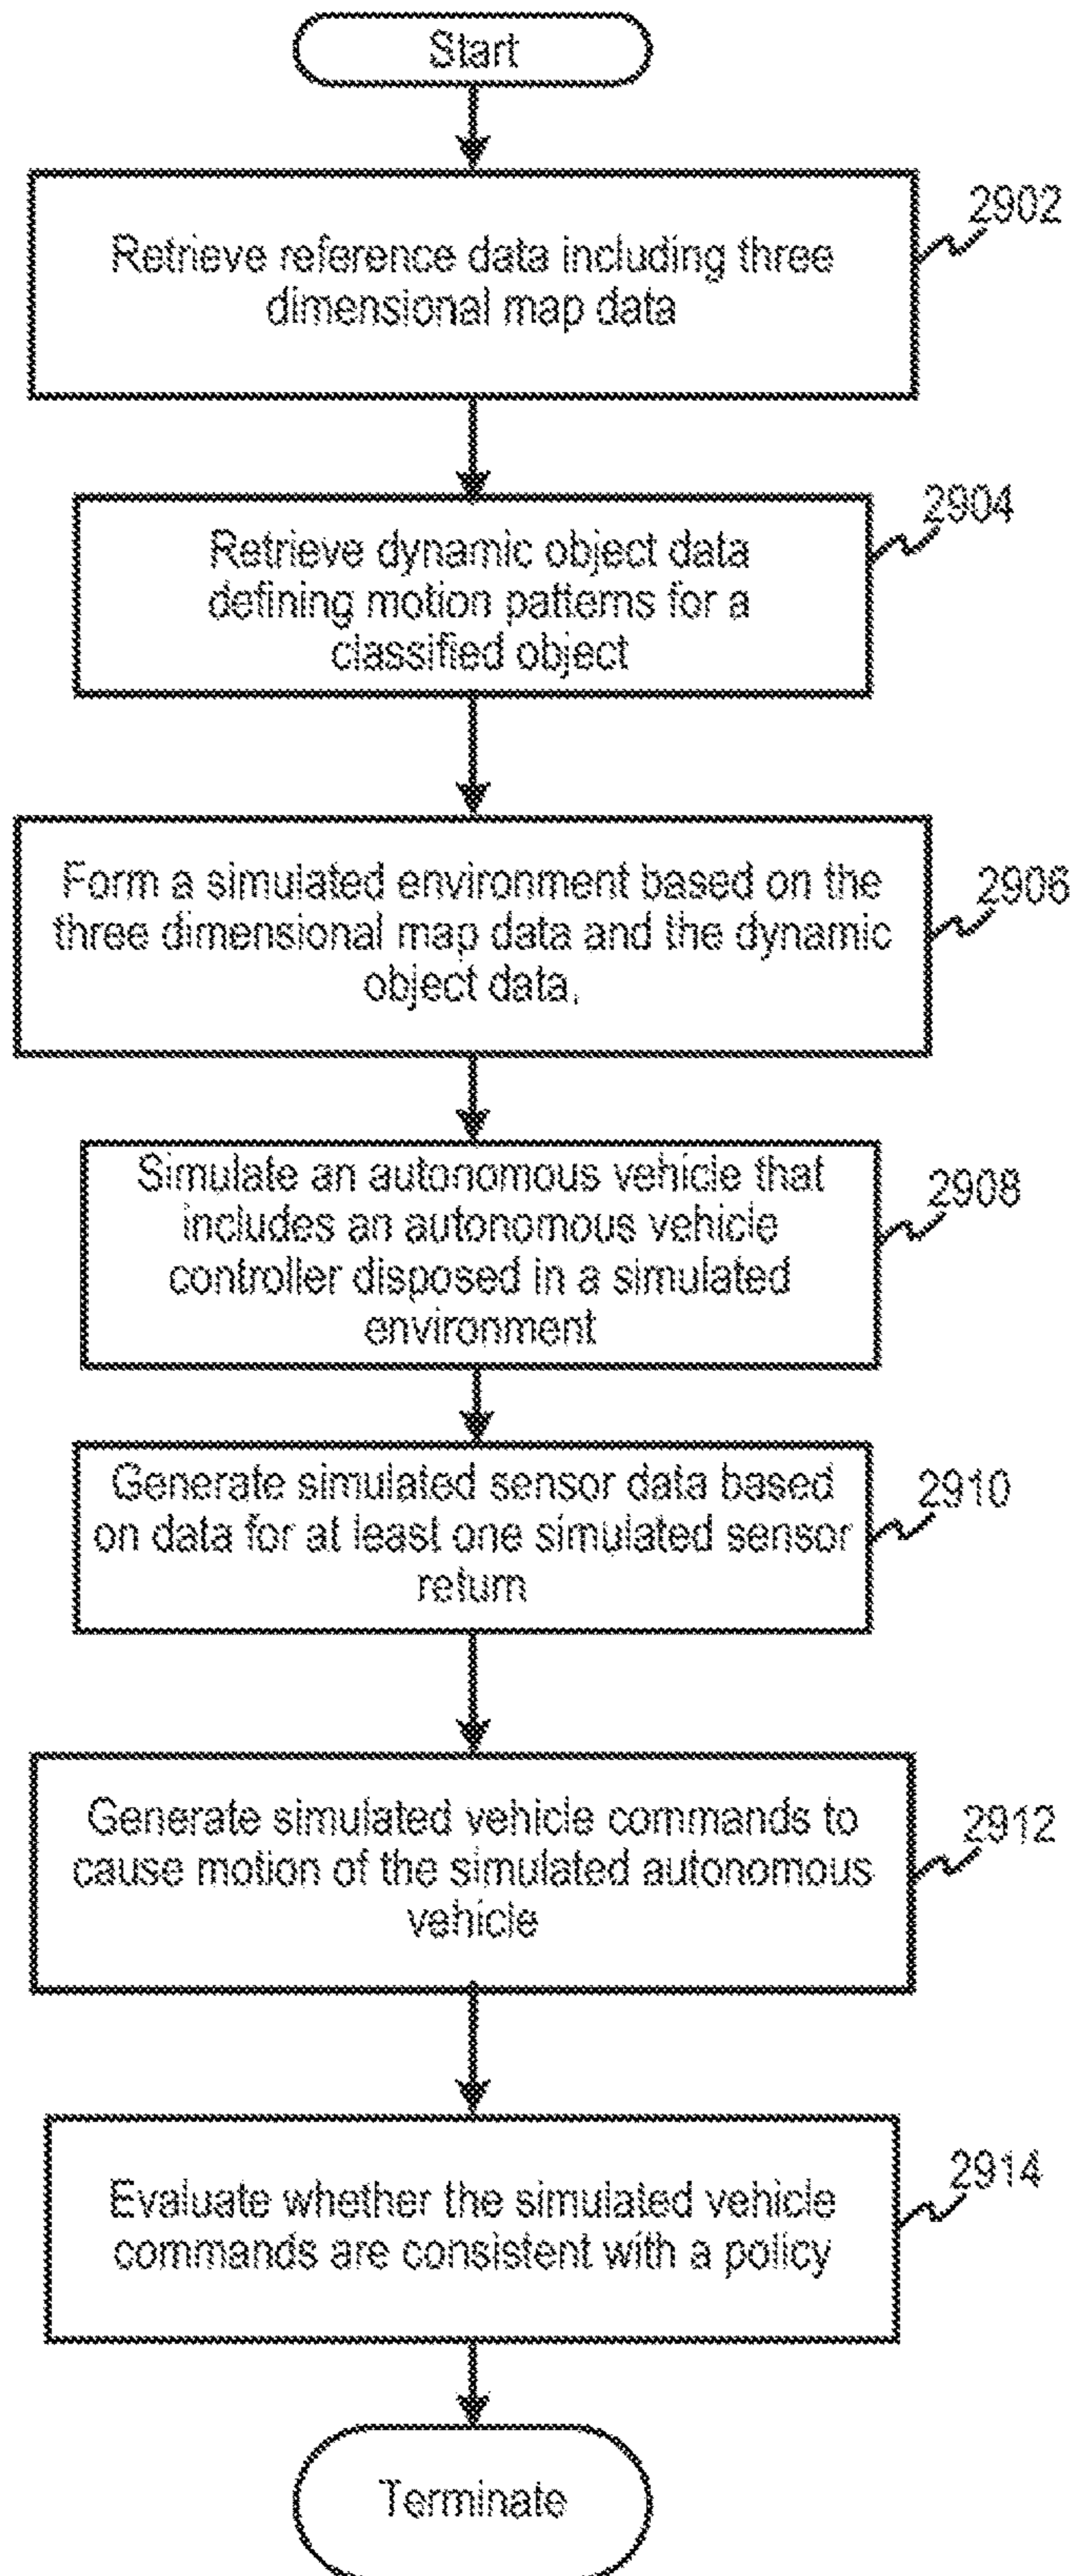 Start
2902
Retrieve reference data including three
dimensional map data
2904
Retrieve dynamic object data
defining motion patterns for a
classified object
2906
Form a simulated environment based on the
three dimensional map data and the dynamic
object data.
2908
Simulate an autonomous vehicle that
includes an autonomous vehicle
controller disposed in a simulated
environment
2910
Generate simulated sensor data based
on data for at least one simulated sensor
return
2912
Generate simulated vehicle commands to
cause motion of the simulated autonomous
vehicle
2914
Evaluate whether the simulated vehicle
commands are consistent with a policy
Terminate